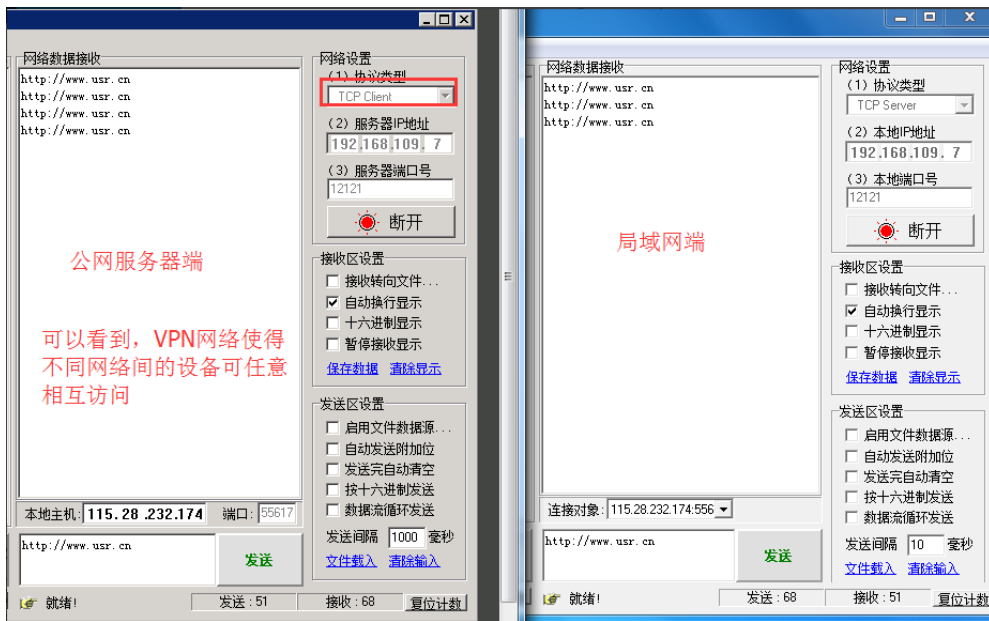 网络数据接收
http://www.usr.cn
http://www.usr.cn
http://www.usr.cn
http://www.usr.cn
公网服务器端
可以看到，VPN网络使得
不同网络间的设备可任意
相互访问
本地主机: 115.28.232.174 端口: 55617
http://www.usr.cn
发送
就绪!
发送:51
接收:68
复位计数
网络设置
(1) 协议类型
TCP Client
(2) 服务器IP地址
192.168.109. 7
(3) 服务器端口号
12121
断开
接收区设置
接收转向文件...
自动换行显示
十六进制显示
暂停接收显示
保存数据 清除显示
发送区设置
启用文件数据源...
自动发送附加位
发送完自动清空
按十六进制发送
数据流循环发送
发送间隔 1000 毫秒
文件载入 清除输入
网络数据接收
http://www.usr.cn
http://www.usr.cn
http://www.usr.cn
局域网端
连接对象: 115.28.232.174:556
http://www.usr.cn
发送
就绪!
发送:68
接收:51
复位计数
网络设置
(1) 协议类型
TCP Server
(2) 本地IP地址
192.168.109. 7
(3) 本地端口号
12121
断开
接收区设置
接收转向文件...
自动换行显示
十六进制显示
暂停接收显示
保存数据 清除显示
发送区设置
启用文件数据源...
自动发送附加位
发送完自动清空
按十六进制发送
数据流循环发送
发送间隔 10 毫秒
文件载入 清除输入